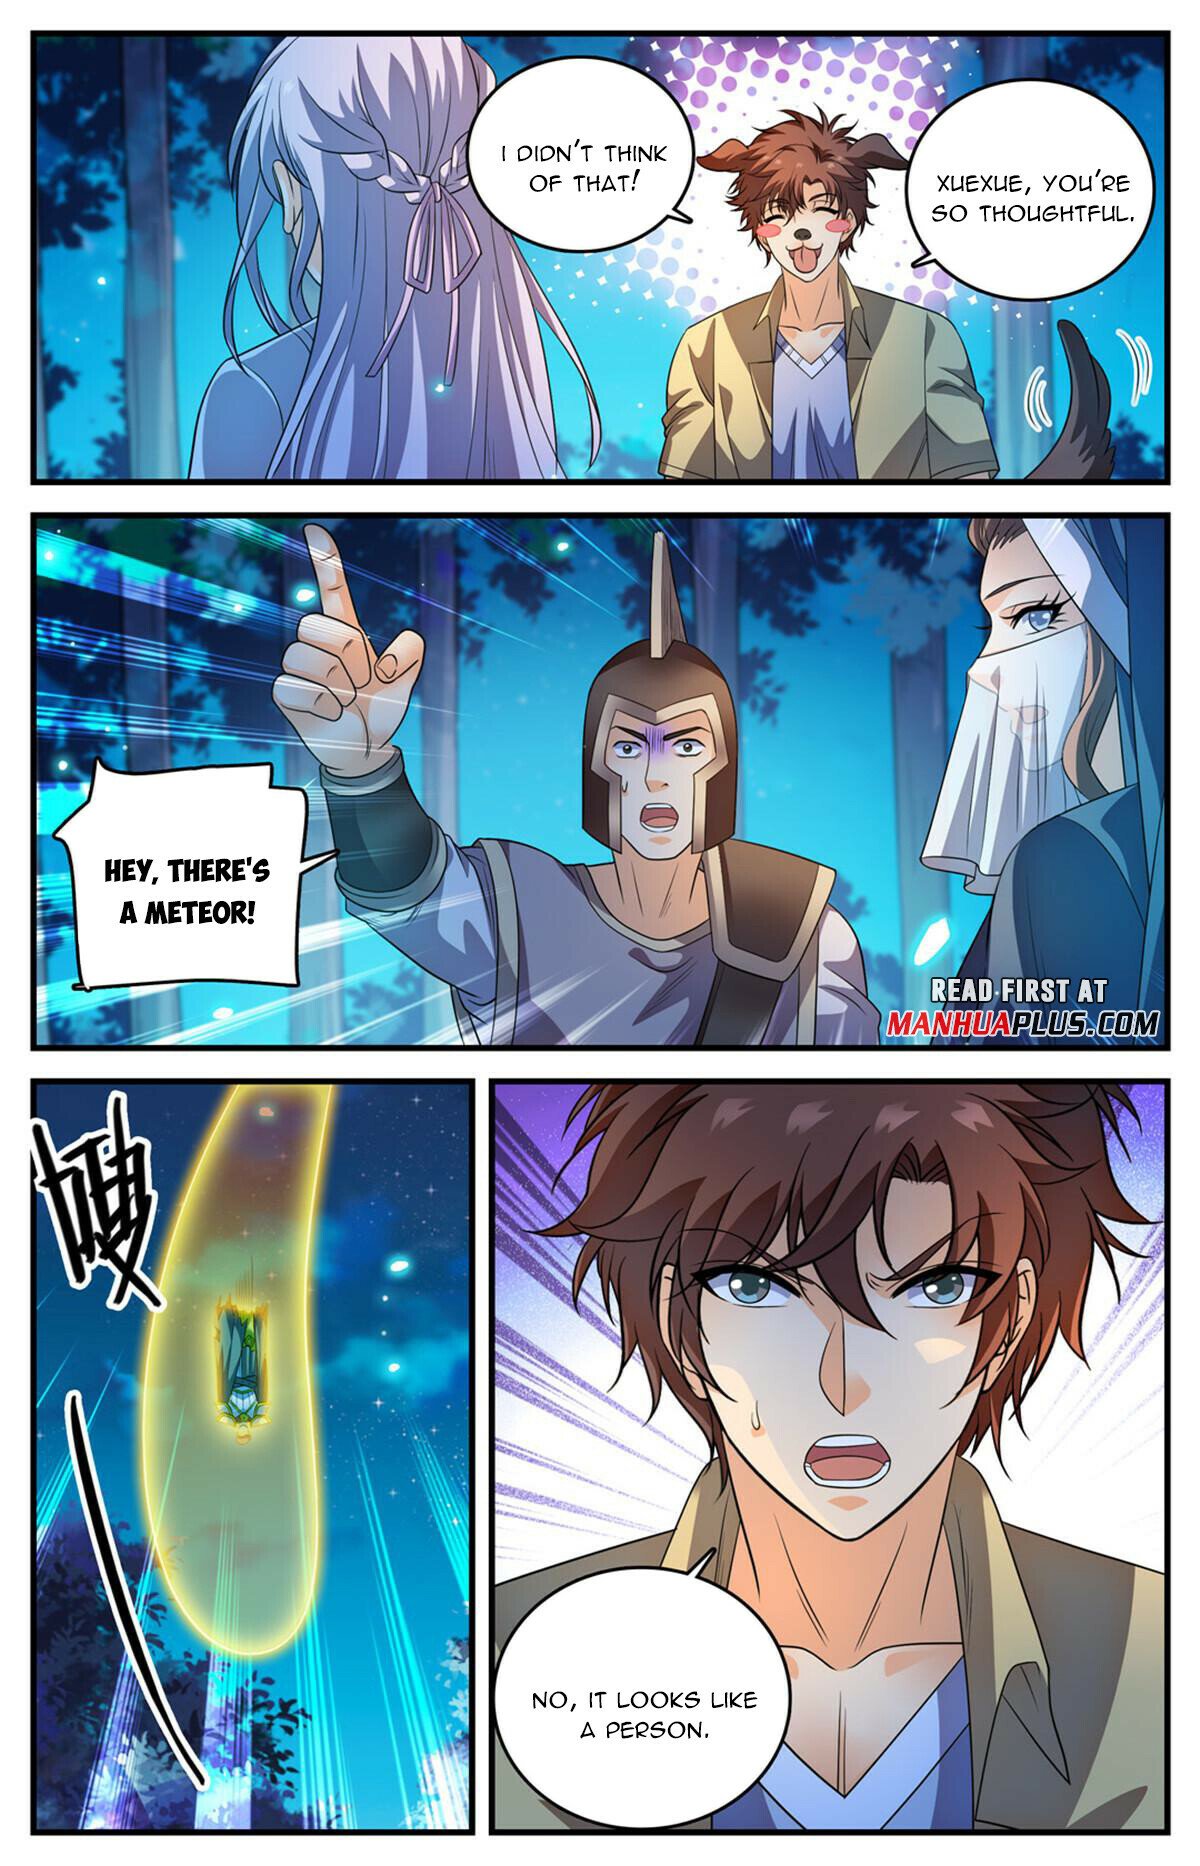 I DIDN'T THINK
OF THAT!
XUEXUE, YOU'RE
SO THOUGHTFUL.
HEY, THERE'S
A METEOR!
READ FIRST AT
MANHUAPLUS.COM
NO, IT LOOKS LIKE
A PERSON.